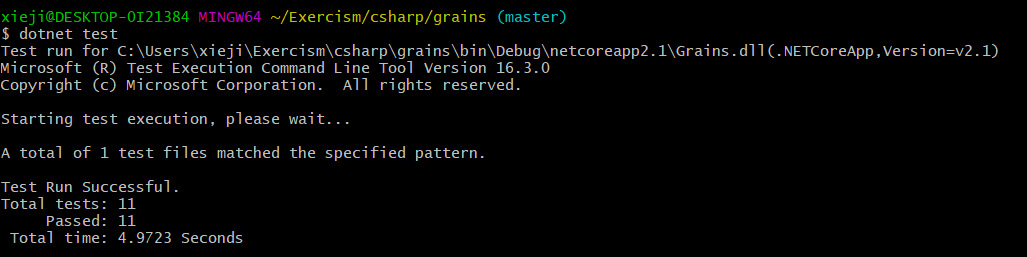 xieji@DESKTOP-OI21384 MINGW64 ~/Exercism/csharp/grains (master)
$ dotnet test
Test run for C:\Users\xieji\Exercism\csharp\grains\bin\Debug\netcoreapp2.1\Grains.dll(.NETCoreApp,Version=v2.1)
Microsoft (R) Test Execution Command Line Tool Version 16.3.0
Copyright (c) Microsoft Corporation.  All rights reserved.
Starting test execution, please wait...
A total of 1 test files matched the specified pattern.
Test Run Successful.
Total tests: 11
     Passed: 11
 Total time: 4.9723 Seconds